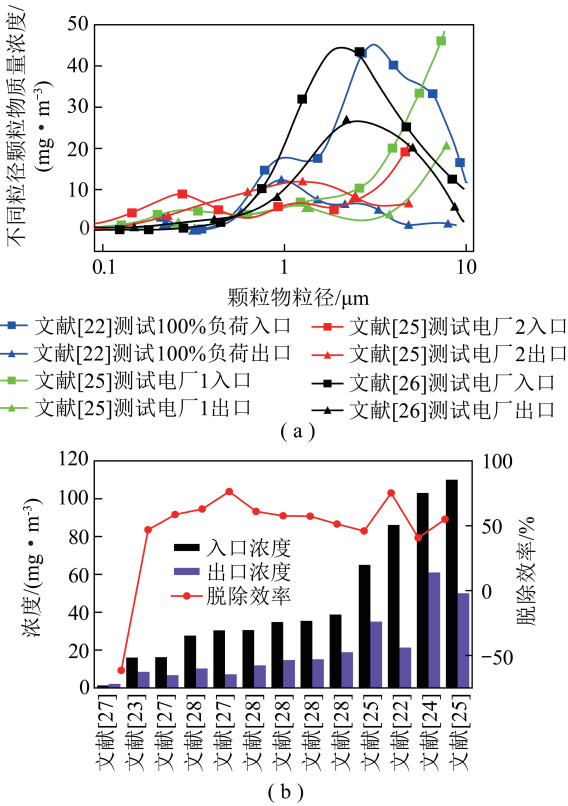 不同粒径颗粒物质量浓度/
(mg·m⁻³)
50
40
30
20
10
0
0.1
1
10
颗粒物粒径/μm
文献[22]测试100%负荷入口
文献[22]测试100%负荷出口
文献[25]测试电厂1入口
文献[25]测试电厂1出口
文献[25]测试电厂2入口
文献[25]测试电厂2出口
文献[26]测试电厂入口
文献[26]测试电厂出口
( a )
浓度/(mg·m⁻³)
120
100
80
60
40
20
0
入口浓度
出口浓度
脱除效率
100
50
0
−50
脱除效率/%
文献[27]
文献[23]
文献[27]
文献[28]
文献[27]
文献[28]
文献[28]
文献[28]
文献[28]
文献[25]
文献[22]
文献[24]
文献[25]
( b )